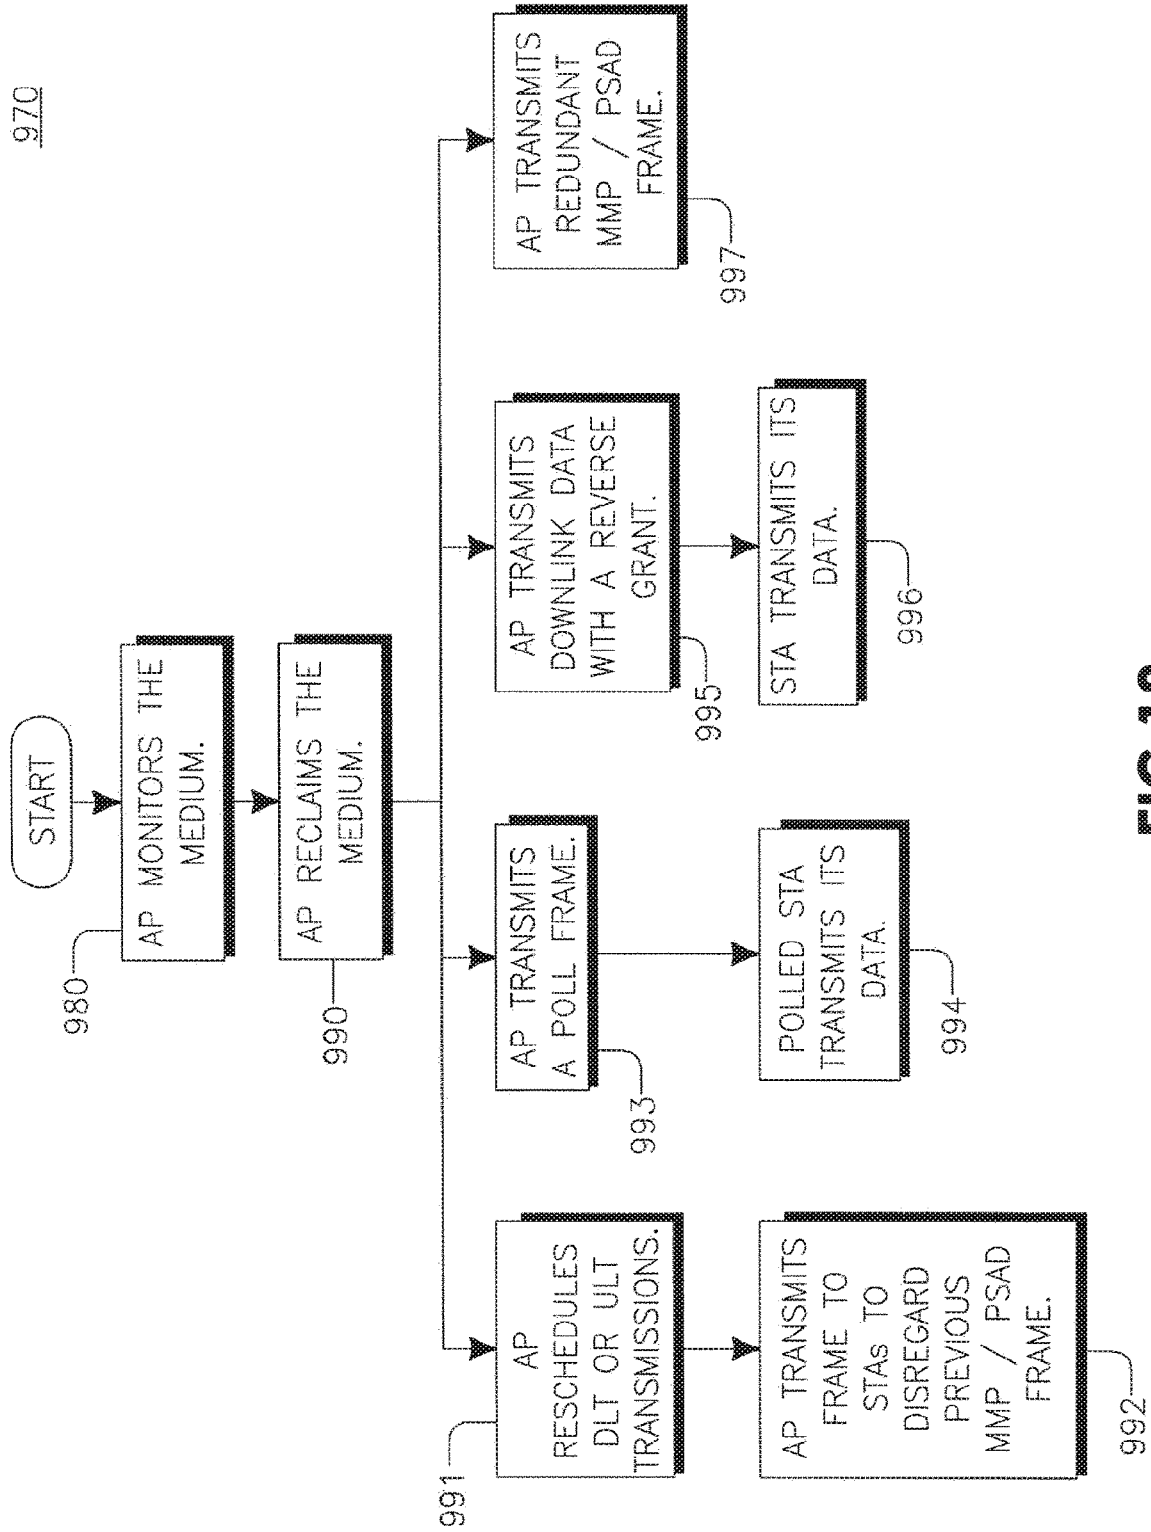 970
START
AP MONITORS THE
MEDIUM.
980
AP RECLAIMS THE
MEDIUM.
990
AP
RESCHEDULES
DLT OR ULT
TRANSMISSIONS.
991
AP TRANSMITS
FRAME TO
STAs TO
DISREGARD
PREVIOUS
MMP / PSAD
FRAME.
992
AP TRANSMITS
A POLL FRAME.
993
POLLED STA
TRANSMITS ITS
DATA.
994
AP TRANSMITS
DOWNLINK DATA
WITH A REVERSE
GRANT.
995
STA TRANSMITS ITS
DATA.
996
AP TRANSMITS
REDUNDANT
MMP / PSAD
FRAME.
997